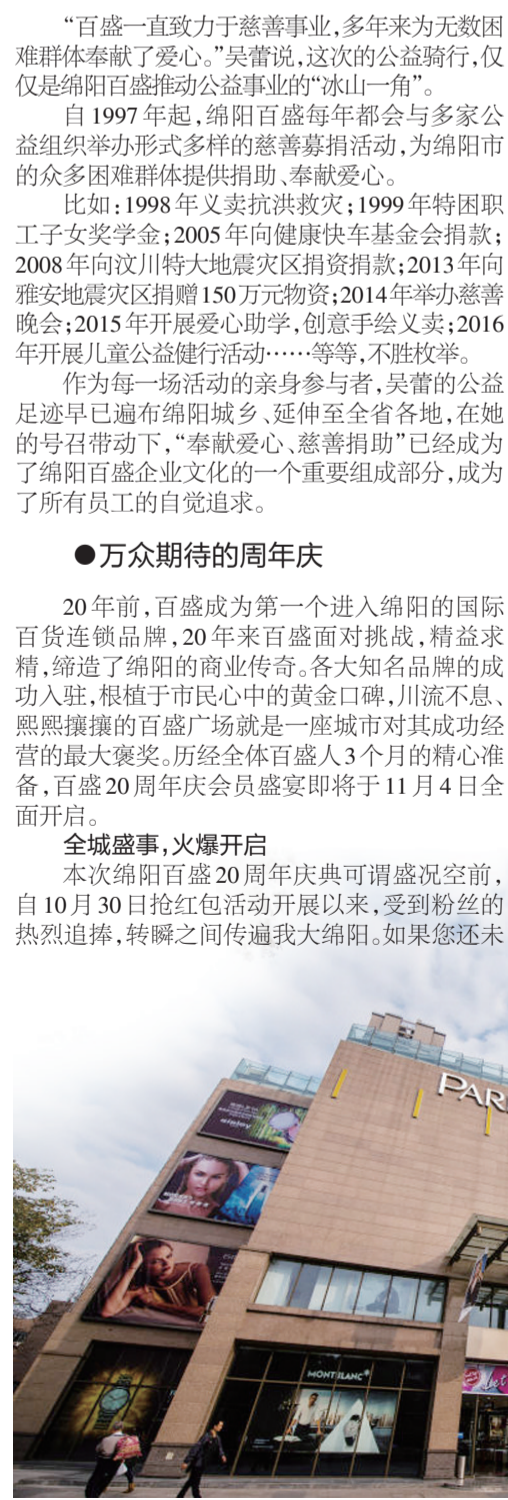 “百盛一直致力于慈善事业，多年来为无数困
难群体奉献了爱心。”吴蕾说，这次的公益骑行，仅
仅是绵阳百盛推动公益事业的“冰山一角”。
自1997年起，绵阳百盛每年都会与多家公
益组织举办形式多样的慈善募捐活动，为绵阳市
的众多困难群体提供捐助、奉献爱心。
比如：1998年义卖抗洪救灾；1999年特困职
工子女奖学金；2005年向健康快车基金会捐款；
2008年向汶川特大地震灾区捐资捐款；2013年向
雅安地震灾区捐赠150万元物资；2014年举办慈善
晚会；2015年开展爱心助学，创意手绘义卖；2016
年开展儿童公益健行活动……等等，不胜枚举。
作为每一场活动的亲身参与者，吴蕾的公益
足迹早已遍布绵阳城乡、延伸至全省各地，在她
的号召带动下，“奉献爱心、慈善捐助”已经成为
了绵阳百盛企业文化的一个重要组成部分，成为
了所有员工的自觉追求。
●万众期待的周年庆
20年前，百盛成为第一个进入绵阳的国际
百货连锁品牌，20年来百盛面对挑战，精益求
精，缔造了绵阳的商业传奇。各大知名品牌的成
功入驻，根植于市民心中的黄金口碑，川流不息、
熙熙攘攘的百盛广场就是一座城市对其成功经
营的最大褒奖。历经全体百盛人3个月的精心准
备，百盛20周年庆会员盛宴即将于11月4日全
面开启。
全城盛事，火爆开启
本次绵阳百盛20周年庆典可谓盛况空前，
自10月30日抢红包活动开展以来，受到粉丝的
热烈追捧，转瞬之间传遍我大绵阳。如果您还未
PAR
sisley
MONTBLANC